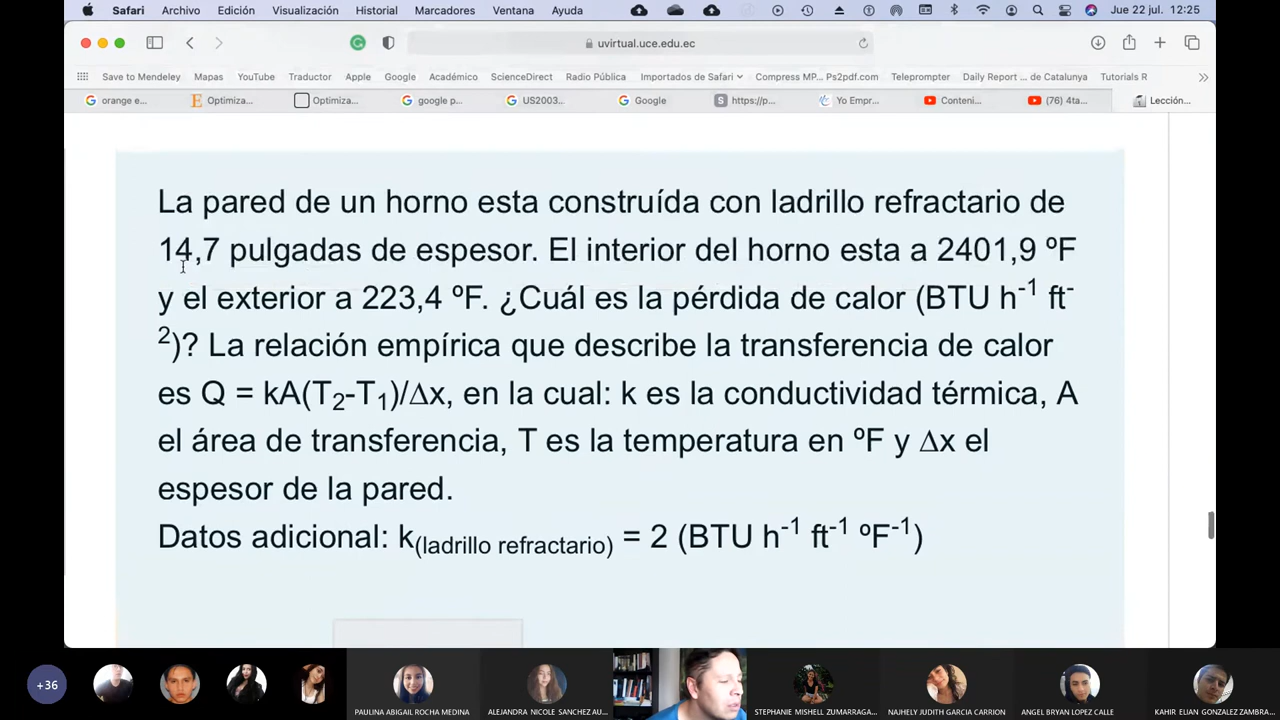 Safari Archivo Edición Visualización Historial Marcadores Ventana Ayuda Jue 22 jul. 12:25
uvirtual.uce.edu.ec
Save to Mendeley Mapas YouTube Traductor Apple Google Académico ScienceDirect Radio Pública Importados de Safari Compress MP... Ps2pdf.com Teleprompter Daily Report ... de Catalunya Tutorials R
orange e... Optimiza... Optimiza... google p... US2003... Google https://p... Yo Empr... Conteni... (76) 4ta... Lección...
La pared de un horno esta construída con ladrillo refractario de
14,7 pulgadas de espesor. El interior del horno esta a 2401,9 ºF
y el exterior a 223,4 ºF. ¿Cuál es la pérdida de calor (BTU h-1 ft-
2)? La relación empírica que describe la transferencia de calor
es Q = kA(T2-T1)/∆x, en la cual: k es la conductividad térmica, A
el área de transferencia, T es la temperatura en ºF y ∆x el
espesor de la pared.
Datos adicional: k(ladrillo refractario) = 2 (BTU h-1 ft-1 ºF-1)
+36
PAULINA ABIGAIL ROCHA MEDINA ALEJANDRA NICOLE SANCHEZ AU... STEPHANIE MISHELL ZUMARRAGA... NAJHELY JUDITH GARCIA CARRION ANGEL BRYAN LOPEZ CALLE KAHIR ELIAN GONZALEZ ZAMBRA...